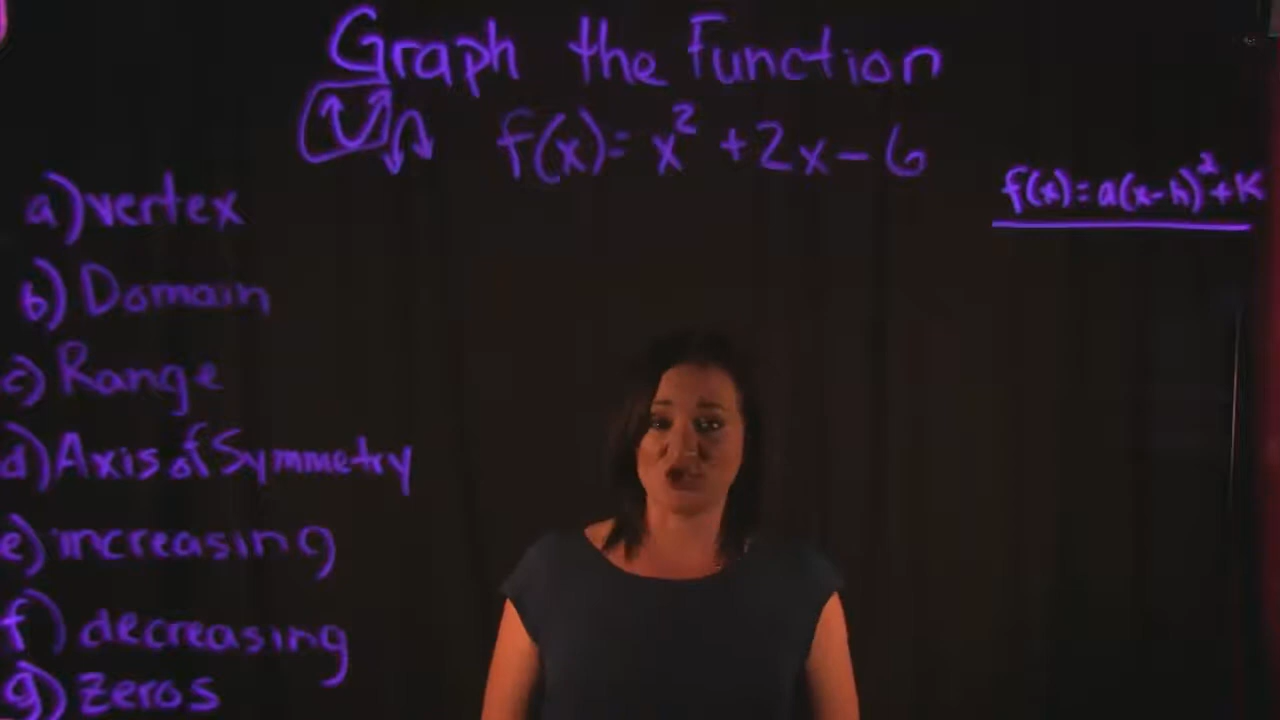 Graph the Function
f(x)= x² +2x-6
f(x)=a(x-h)²+K
a) vertex
b) Domain
c) Range
d) Axis of Symmetry
e) increasing
f) decreasing
g) zeros